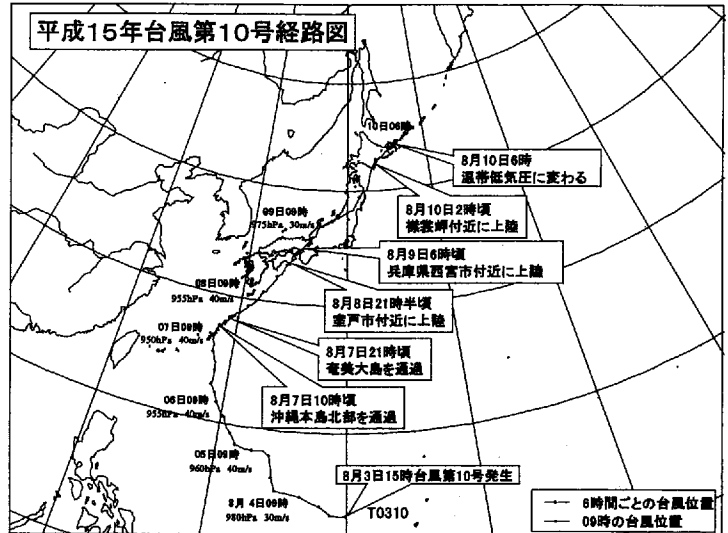 平成15年台風第10号経路図
10日06時
8月10日6時
温帯低気圧に変わる
8月10日2時頃
襟裳岬付近に上陸
09日09時
975hPa 30m/s
8月9日6時頃
兵庫県西宮市付近に上陸
08日09時
955hPa 40m/s
8月8日21時半頃
室戸市付近に上陸
07日09時
950hPa 40m/s
8月7日21時頃
奄美大島を通過
8月7日10時頃
沖縄本島北部を通過
06日09時
955hPa 40m/s
05日09時
960hPa 40m/s
8月3日15時台風第10号発生
8月 4日09時
980hPa 30m/s
T0310
6時間ごとの台風位置
09時の台風位置